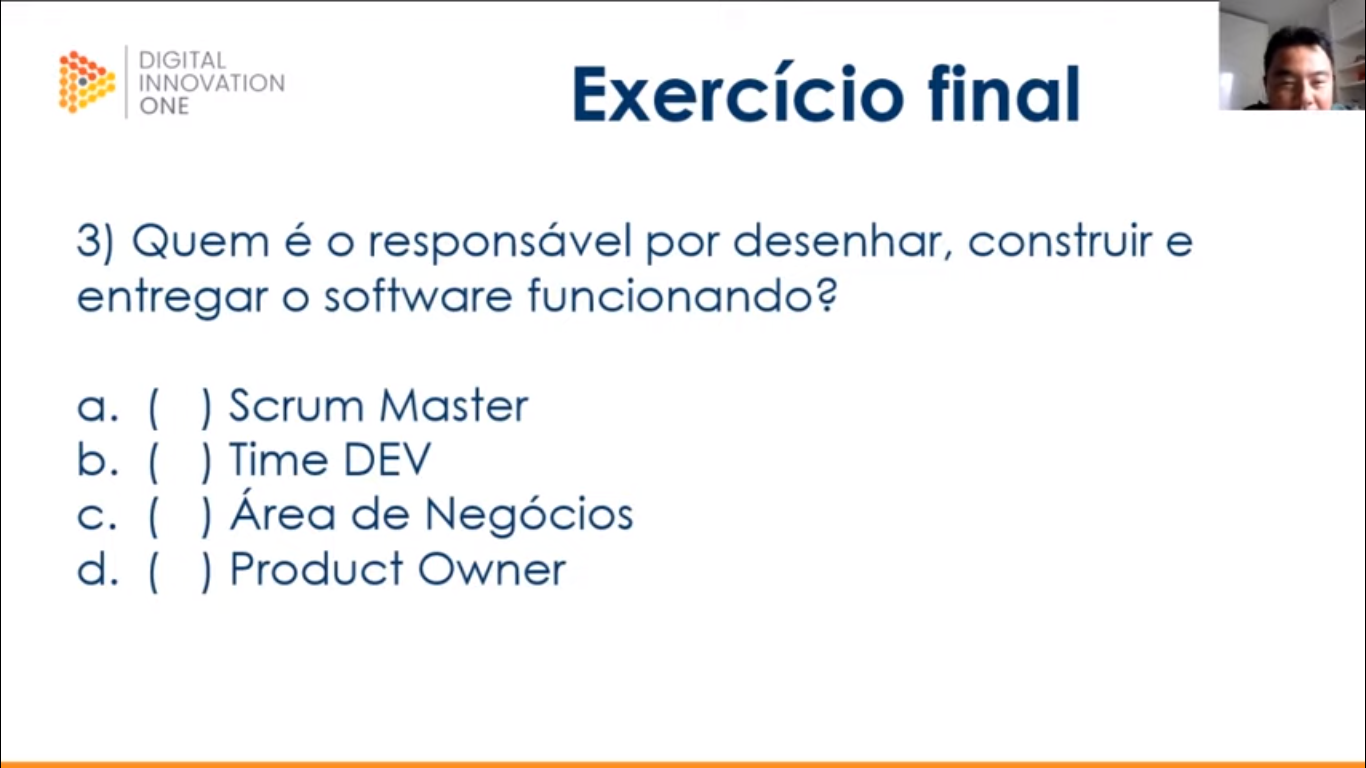 DIGITAL
INNOVATION
ONE
Exercício final
3) Quem é o responsável por desenhar, construir e
entregar o software funcionando?
a. ( ) Scrum Master
b. ( ) Time DEV
c. ( ) Área de Negócios
d. ( ) Product Owner